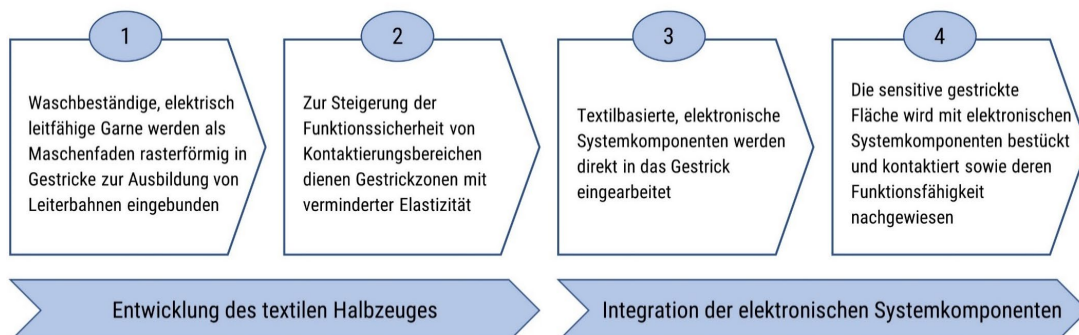 1
Waschbeständige, elektrisch
leitfähige Garne werden als
Maschenfaden rasterförmig in
Gestricke zur Ausbildung von
Leiterbahnen eingebunden
2
Zur Steigerung der
Funktionssicherheit von
Kontaktierungsbereichen
dienen Gestrickzonen mit
verminderter Elastizität
3
Textilbasierte, elektronische
Systemkomponenten werden
direkt in das Gestrick
eingearbeitet
4
Die sensitive gestrickte
Fläche wird mit elektronischen
Systemkomponenten bestückt
und kontaktiert sowie deren
Funktionsfähigkeit
nachgewiesen
Entwicklung des textilen Halbzeuges
Integration der elektronischen Systemkomponenten